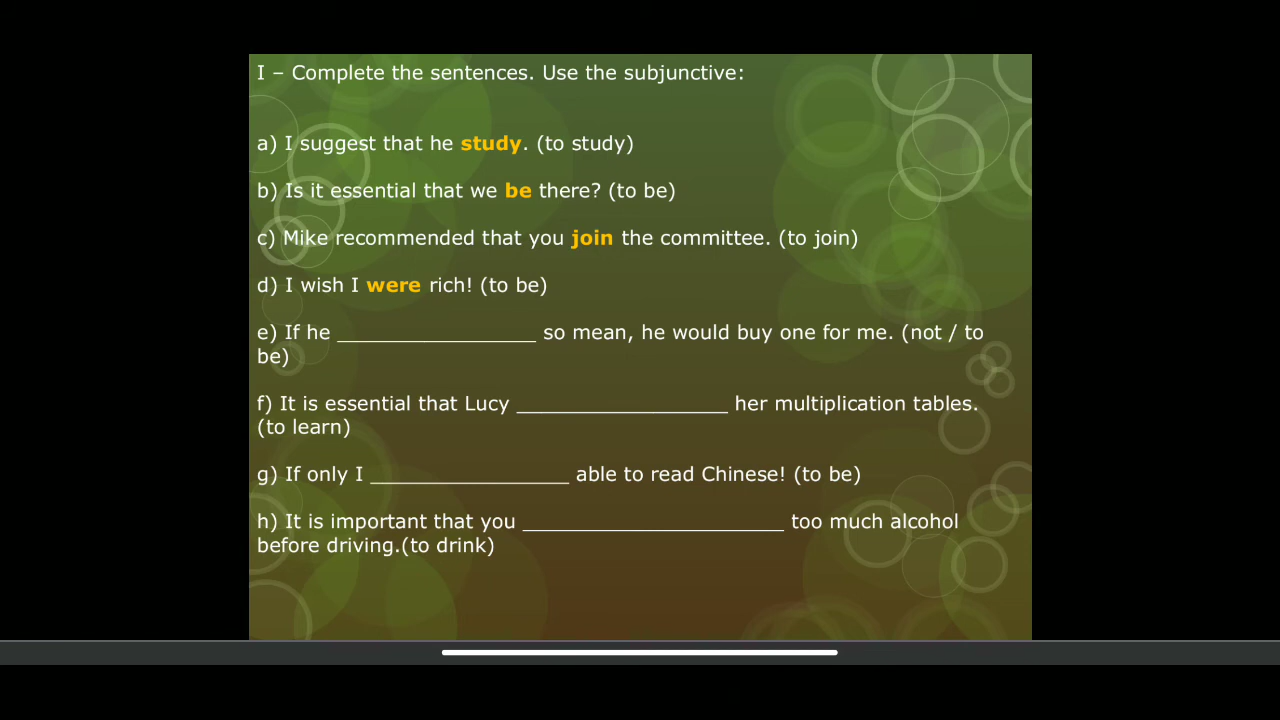 I – Complete the sentences. Use the subjunctive:
a) I suggest that he study. (to study)
b) Is it essential that we be there? (to be)
c) Mike recommended that you join the committee. (to join)
d) I wish I were rich! (to be)
e) If he __________________ so mean, he would buy one for me. (not / to
be)
f) It is essential that Lucy ___________________ her multiplication tables.
(to learn)
g) If only I __________________ able to read Chinese! (to be)
h) It is important that you ________________________ too much alcohol
before driving.(to drink)